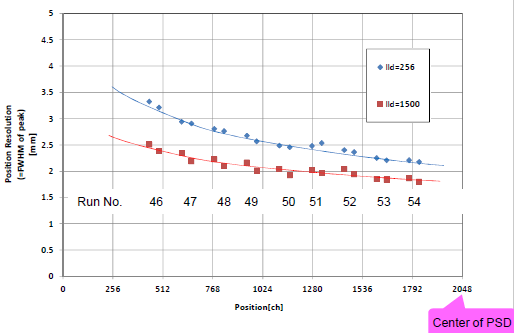 Position Resolution
(=FWHM of peak)
[mm]
5
4.5
4
3.5
3
2.5
2
1.5
1
0.5
0
lld=256
lld=1500
Run No. 46 47 48 49 50 51 52 53 54
0 256 512 768 1024 1280 1536 1792 2048
Position[ch]
Center of PSD